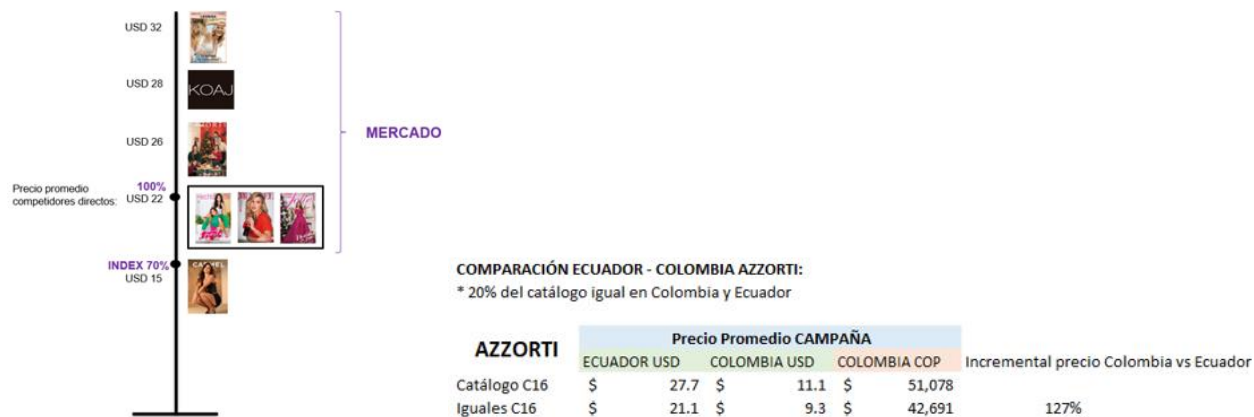 USD 32
USD 28
KOAJ
USD 26
MERCADO
100%
Precio promedio
competidores directos:
USD 22
INDEX 70%
USD 15
COMPARACIÓN ECUADOR - COLOMBIA AZZORTI:
* 20% del catálogo igual en Colombia y Ecuador
AZZORTI
Precio Promedio CAMPAÑA
ECUADOR USD COLOMBIA USD COLOMBIA COP Incremental precio Colombia vs Ecuador
Catálogo C16 $ 27.7 $ 11.1 $ 51,078
Iguales C16 $ 21.1 $ 9.3 $ 42,691 127%